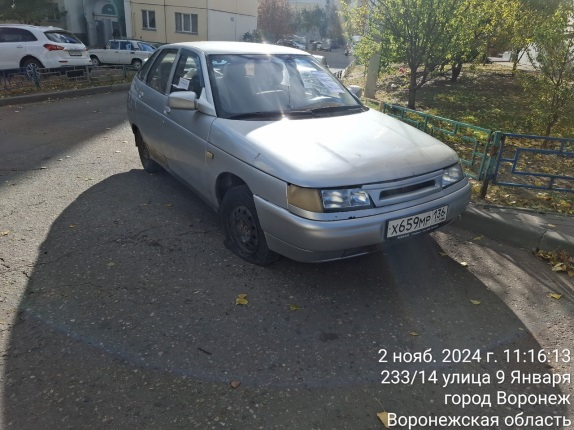 Х659МР 136
2 нояб. 2024 г. 11:16:13
233/14 улица 9 Января
город Воронеж
Воронежская область